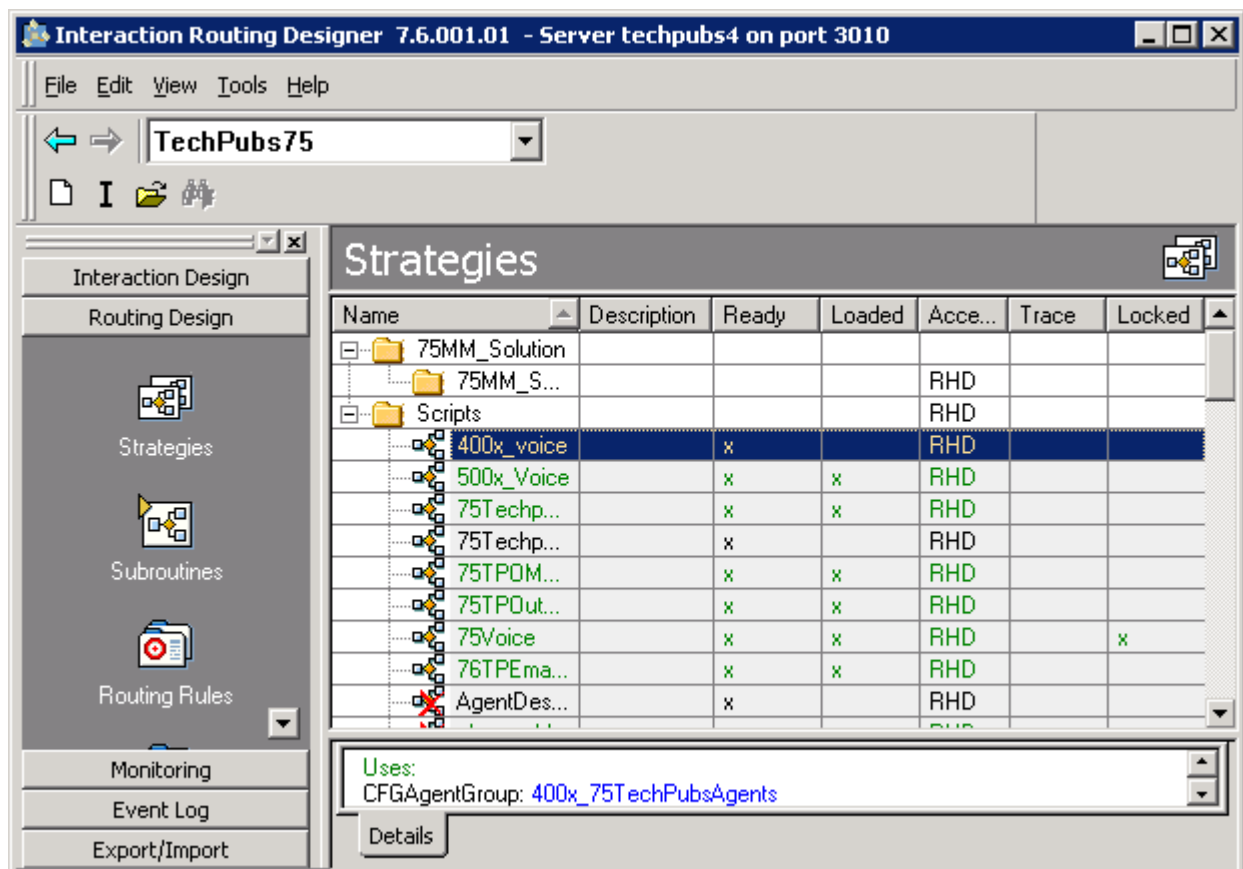 Interaction Routing Designer 7.6.001.01 - Server techpubs4 on port 3010
File Edit View Tools Help
TechPubs75
I
Interaction Design
Routing Design
Strategies
Subroutines
Routing Rules
Monitoring
Event Log
Export/Import
Strategies
Name Description Ready Loaded Acce... Trace Locked
75MM_Solution
75MM_S... RHD
Scripts RHD
400x_voice x RHD
500x_Voice x x RHD
75Techp... x x RHD
75Techp... x RHD
75TPOM... x x RHD
75TPOut... x x RHD
75Voice x x RHD x
76TPEma... x x RHD
AgentDes... x RHD
Uses:
CFGAgentGroup: 400x_75TechPubsAgents
Details